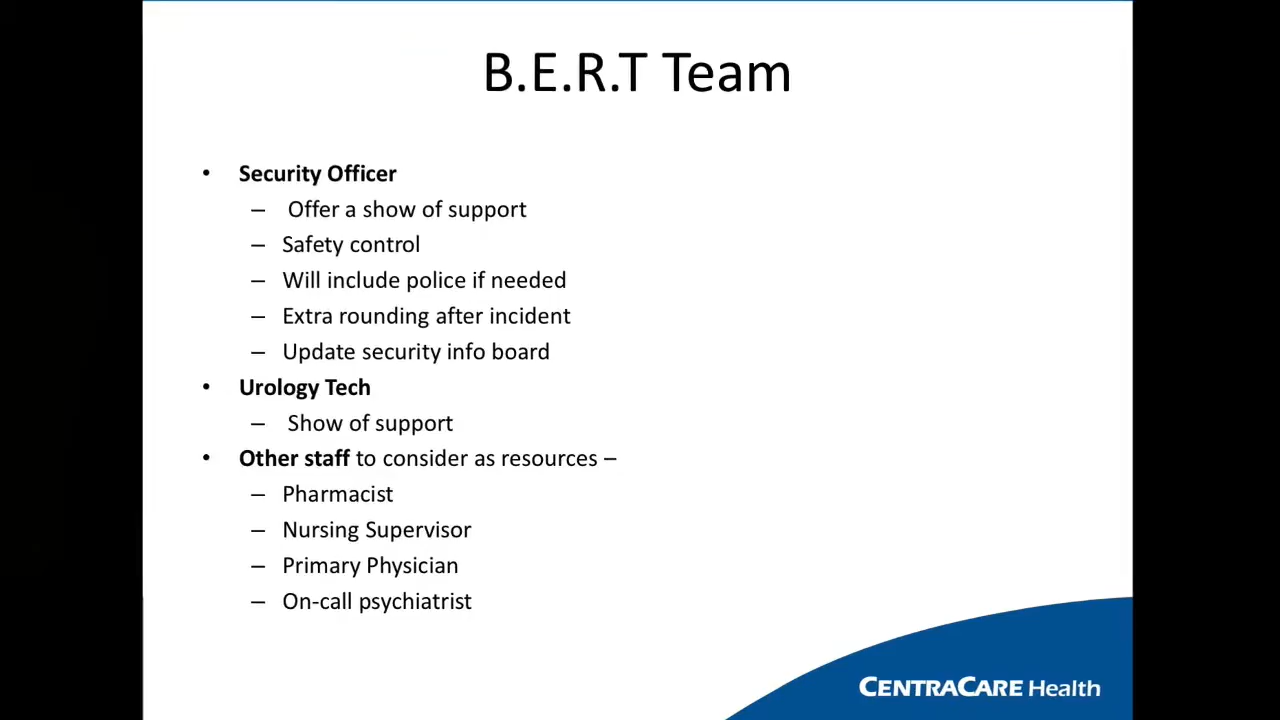 B.E.R.T Team
• Security Officer
– Offer a show of support
– Safety control
– Will include police if needed
– Extra rounding after incident
– Update security info board
• Urology Tech
– Show of support
• Other staff to consider as resources –
– Pharmacist
– Nursing Supervisor
– Primary Physician
– On-call psychiatrist
CENTRACARE Health